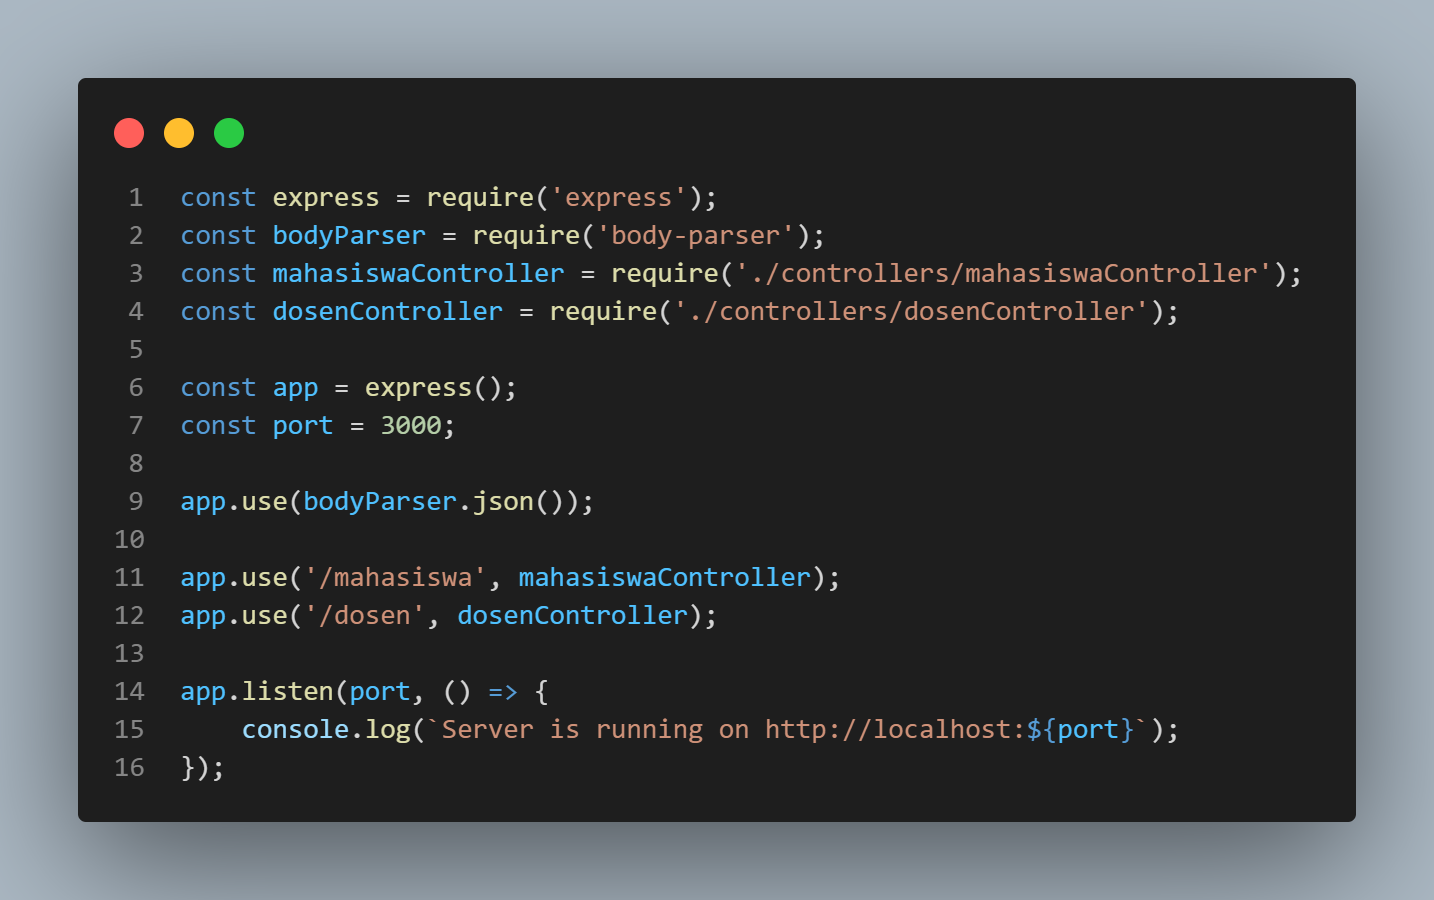 1 const express = require('express');
2 const bodyParser = require('body-parser');
3 const mahasiswaController = require('./controllers/mahasiswaController');
4 const dosenController = require('./controllers/dosenController');
5
6 const app = express();
7 const port = 3000;
8
9 app.use(bodyParser.json());
10
11 app.use('/mahasiswa', mahasiswaController);
12 app.use('/dosen', dosenController);
13
14 app.listen(port, () => {
15     console.log(`Server is running on http://localhost:${port}`);
16 });